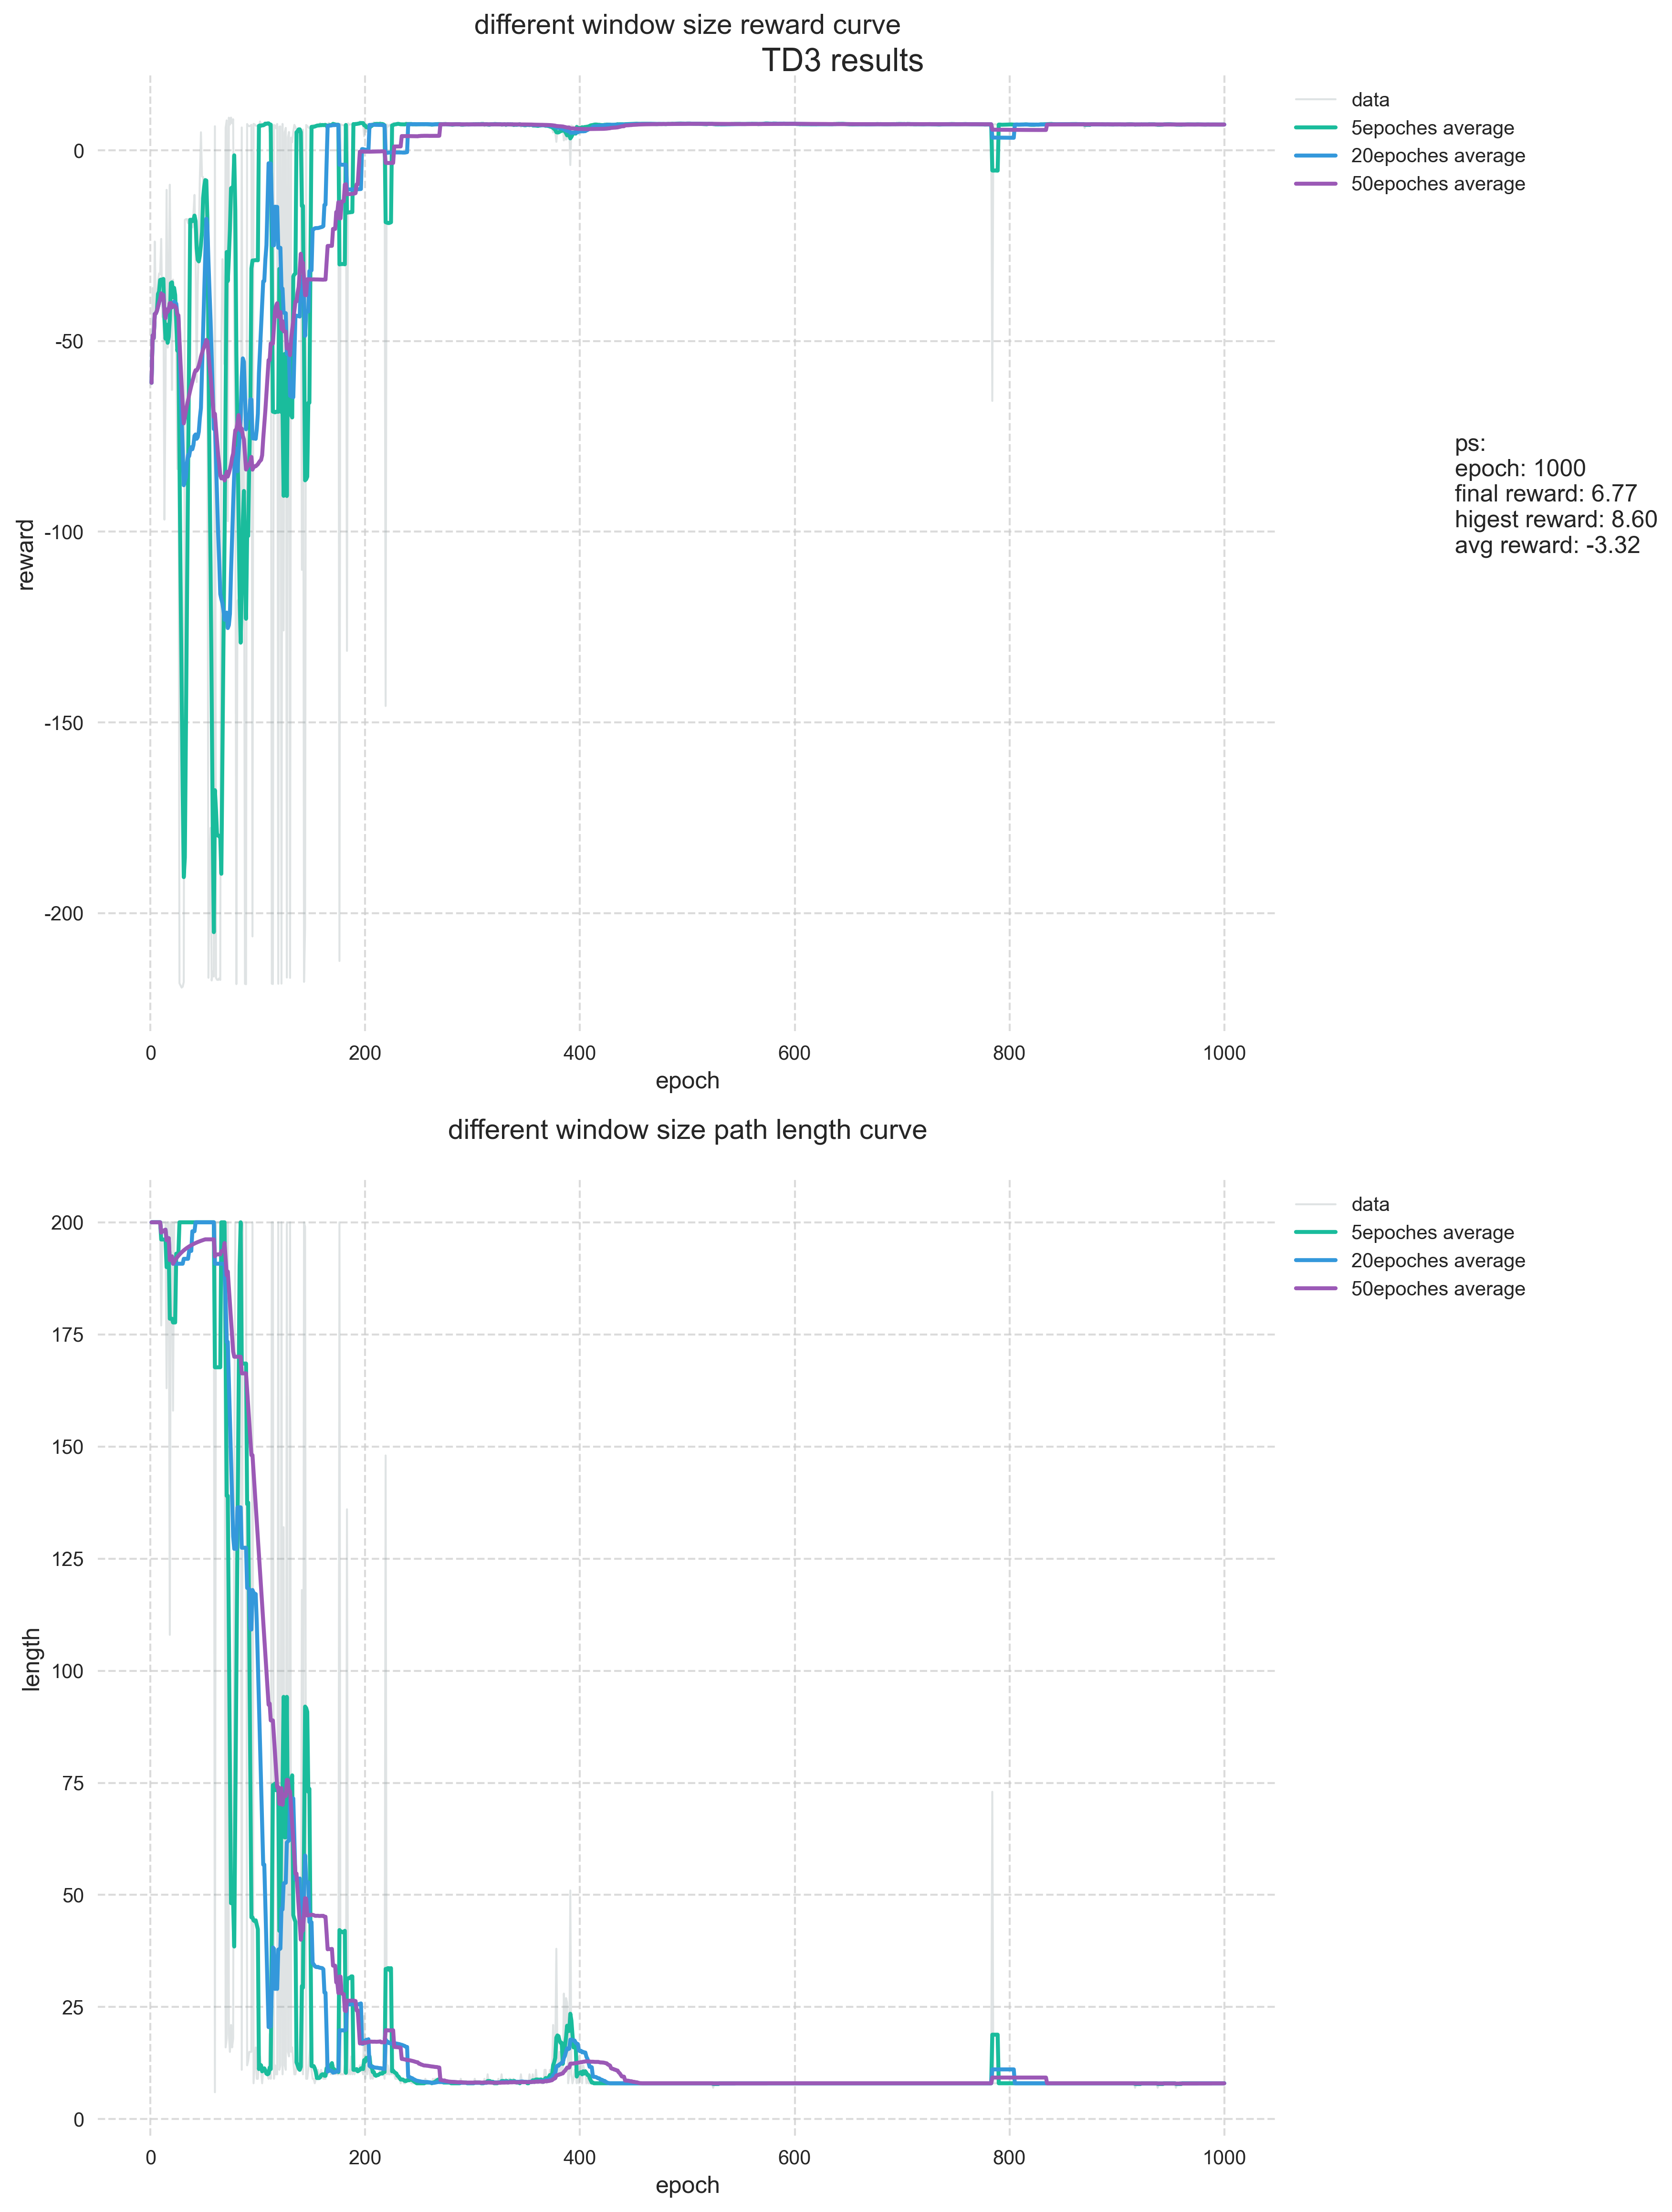 different window size reward curve
TD3 results
data
5epoches average
20epoches average
50epoches average
0
-50
-100
-150
-200
reward
ps:
epoch: 1000
final reward: 6.77
higest reward: 8.60
avg reward: -3.32
0 200 400 600 800 1000
epoch
different window size path length curve
data
5epoches average
20epoches average
50epoches average
200
175
150
125
100
75
50
25
0
length
0 200 400 600 800 1000
epoch